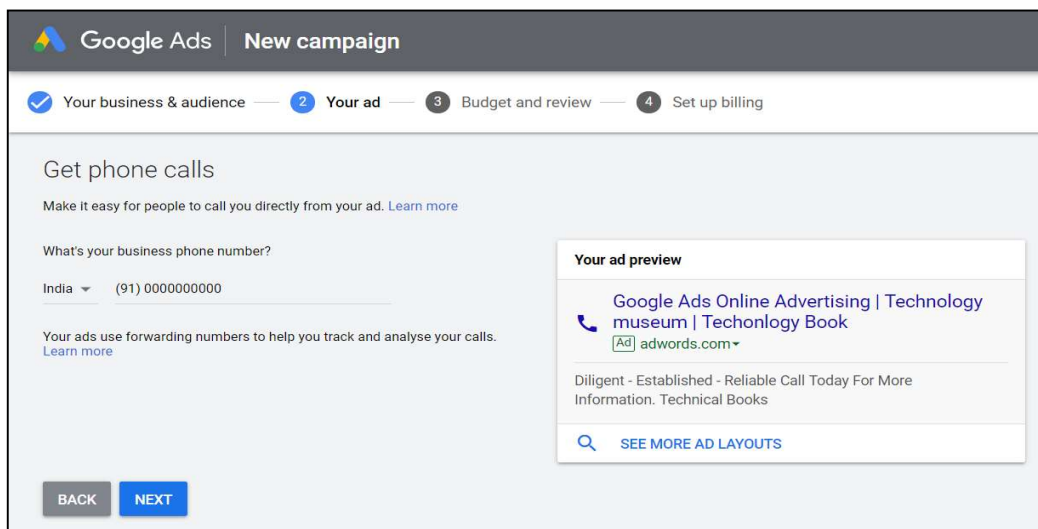 Google Ads New campaign
Your business & audience 2 Your ad 3 Budget and review 4 Set up billing
Get phone calls
Make it easy for people to call you directly from your ad. Learn more
What's your business phone number?
India (91) 0000000000
Your ads use forwarding numbers to help you track and analyse your calls.
Learn more
Your ad preview
Google Ads Online Advertising | Technology
museum | Techonlogy Book
Ad adwords.com
Diligent - Established - Reliable Call Today For More
Information. Technical Books
SEE MORE AD LAYOUTS
BACK NEXT